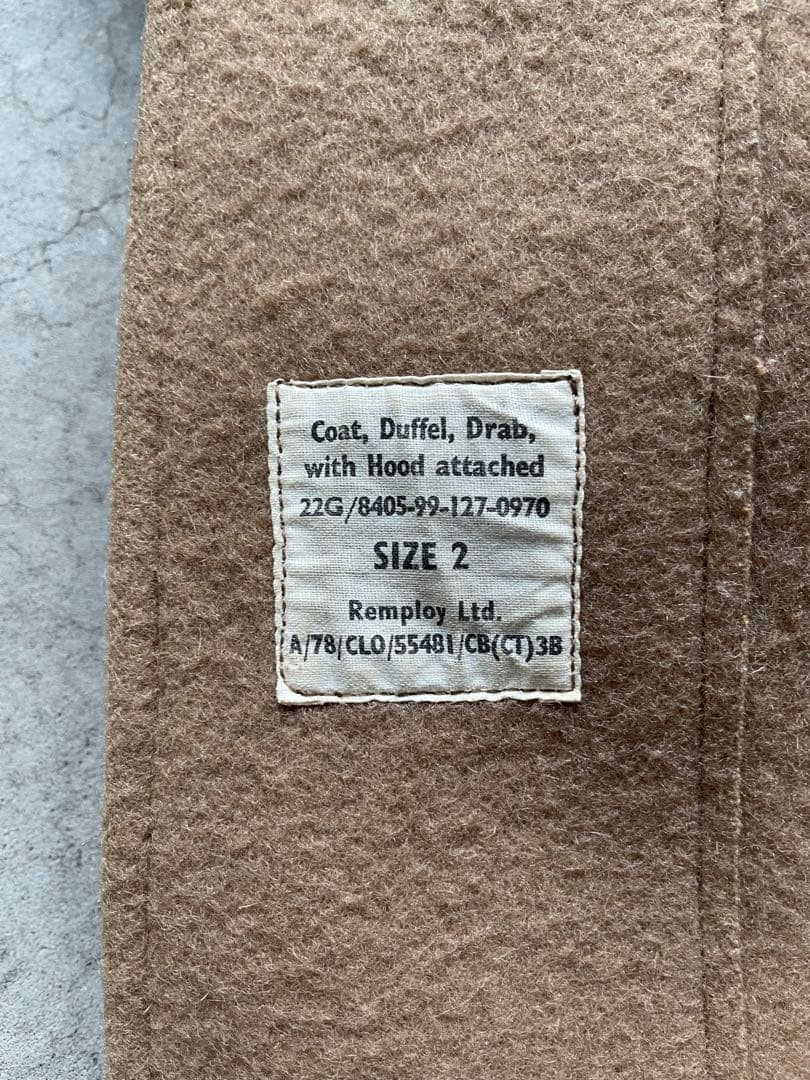 Coat, Duffel, Drab,
with Hood attached
22G/8405-99-127-0970
SIZE 2
Remploy Ltd.
A/78/CLO/55481/CB(CT)3B